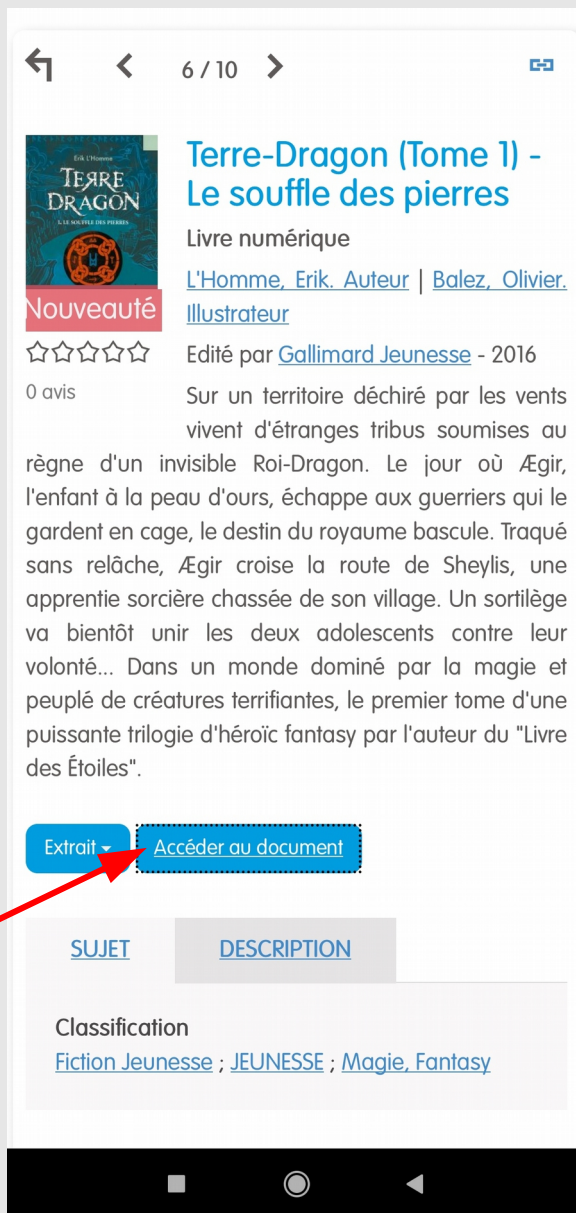 6 / 10
Erik L'Homme
TERRE
DRAGON
1. LE SOUFFLE DES PIERRES
Nouveauté
0 avis
Terre-Dragon (Tome 1) -
Le souffle des pierres
Livre numérique
L'Homme, Erik. Auteur | Balez, Olivier.
Illustrateur
Edité par Gallimard Jeunesse - 2016
Sur un territoire déchiré par les vents
vivent d'étranges tribus soumises au
règne d'un invisible Roi-Dragon. Le jour où Ægir,
l'enfant à la peau d'ours, échappe aux guerriers qui le
gardent en cage, le destin du royaume bascule. Traqué
sans relâche, Ægir croise la route de Sheylis, une
apprentie sorcière chassée de son village. Un sortilège
va bientôt unir les deux adolescents contre leur
volonté... Dans un monde dominé par la magie et
peuplé de créatures terrifiantes, le premier tome d'une
puissante trilogie d'héroïc fantasy par l'auteur du "Livre
des Étoiles".
Extrait Accéder au document
SUJET DESCRIPTION
Classification
Fiction Jeunesse ; JEUNESSE ; Magie, Fantasy